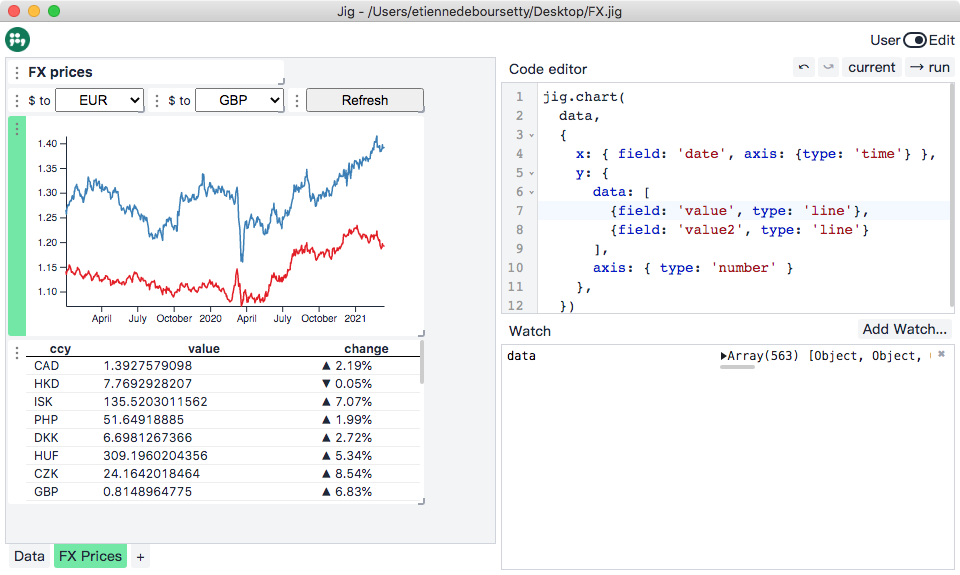 Jig - /Users/etiennedeboursetty/Desktop/FX.jig
User Edit
FX prices
$ to EUR $ to GBP Refresh
1.40
1.35
1.30
1.25
1.20
1.15
1.10
April July October 2020 April July October 2021
ccy value change
CAD 1.3927579098 ▲ 2.19%
HKD 7.7692928207 ▼ 0.05%
ISK 135.5203011562 ▲ 7.07%
PHP 51.64918885 ▲ 1.99%
DKK 6.6981267366 ▲ 2.72%
HUF 309.1960204356 ▲ 5.34%
CZK 24.1642018464 ▲ 8.54%
GBP 0.8148964775 ▲ 6.83%
Data FX Prices +
Code editor current → run
1 jig.chart(
2 data,
3 {
4 x: { field: 'date', axis: {type: 'time'} },
5 y: {
6 data: [
7 {field: 'value', type: 'line'},
8 {field: 'value2', type: 'line'}
9 ],
10 axis: { type: 'number' }
11 },
12 })
Watch Add Watch...
data ▶Array(563) [Object, Object,